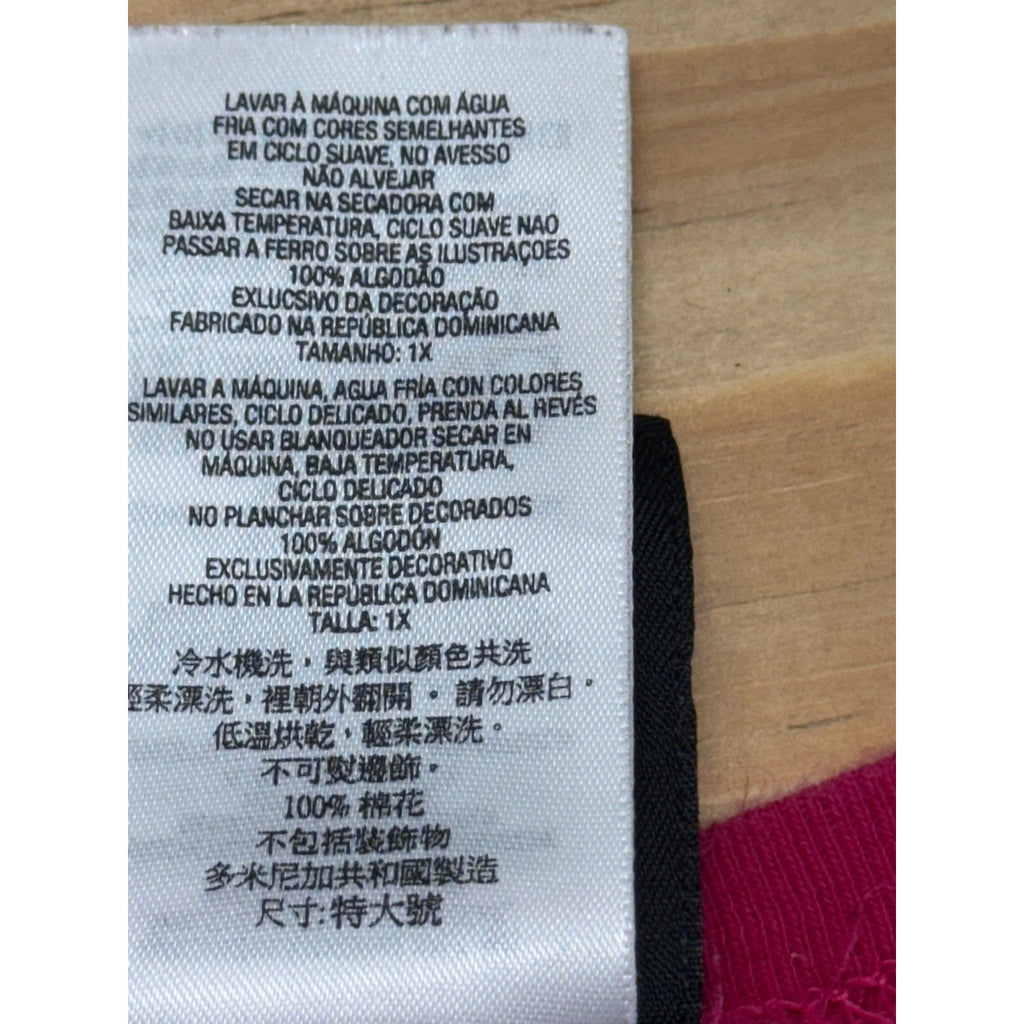 LAVAR À MÁQUINA COM ÁGUA
FRIA COM CORES SEMELHANTES
EM CICLO SUAVE, NO AVESSO
NÃO ALVEJAR
SECAR NA SECADORA COM
BAIXA TEMPERATURA, CICLO SUAVE NAO
PASSAR A FERRO SOBRE AS ILUSTRAÇOES
100% ALGODÃO
EXLUCSIVO DA DECORAÇÃO
FABRICADO NA REPÚBLICA DOMINICANA
TAMANHO: 1X
LAVAR A MÁQUINA, AGUA FRÍA CON COLORES
SIMILARES, CICLO DELICADO, PRENDA AL REVÉS
NO USAR BLANQUEADOR SECAR EN
MÁQUINA, BAJA TEMPERATURA,
CICLO DELICADO
NO PLANCHAR SOBRE DECORADOS
100% ALGODÓN
EXCLUSIVAMENTE DECORATIVO
HECHO EN LA REPÚBLICA DOMINICANA
TALLA: 1X
冷水機洗，與類似顏色共洗
輕柔漂洗，裡朝外翻開。請勿漂白。
低溫烘乾，輕柔漂洗。
不可熨邊飾。
100% 棉花
不包括裝飾物
多米尼加共和國製造
尺寸:特大號